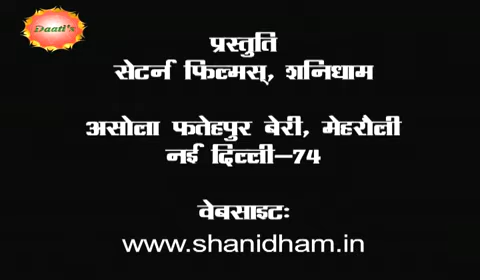 Daati's
प्रस्तुति
सेटर्न फिल्मस्, शनिधाम
असोला फतेहपुर बेरी, मेहरौली
नई दिल्ली–74
वेबसाइटः
www.shanidham.in